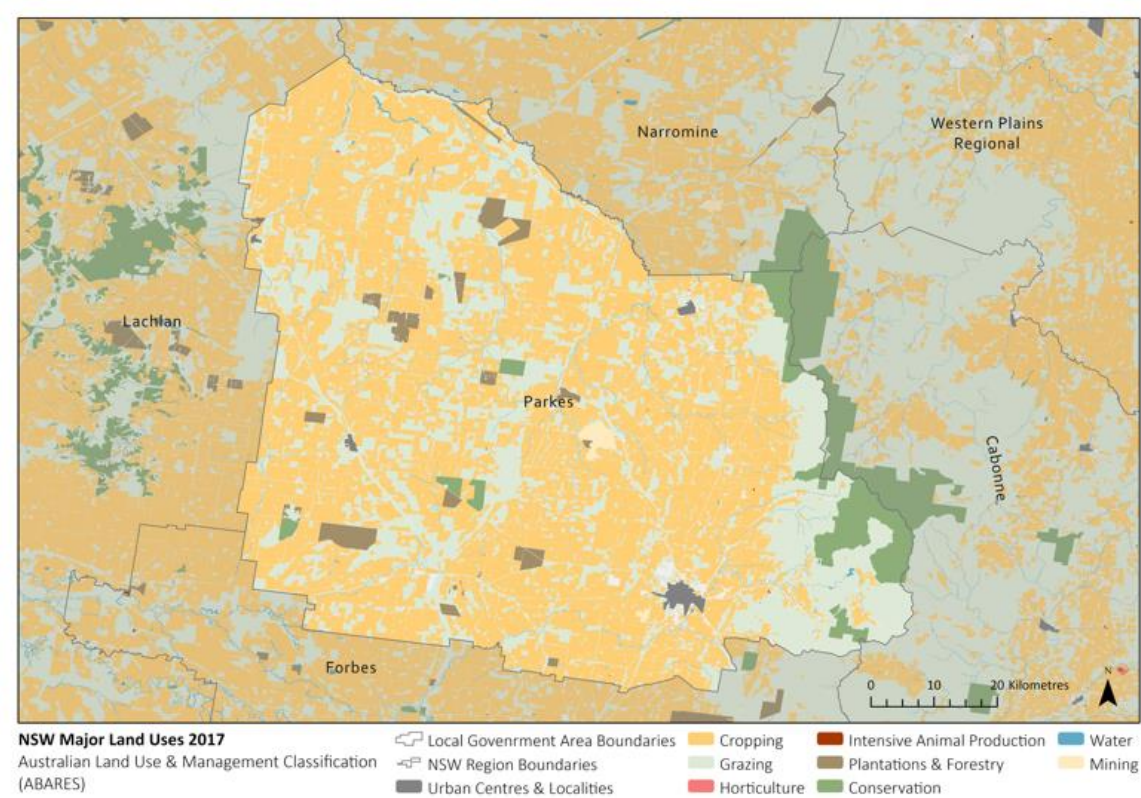 Narromine
Western Plains
Regional
Lachlan
Parkes
Cabonne
Forbes
N
0 10 20 Kilometres
NSW Major Land Uses 2017
Australian Land Use & Management Classification
(ABARES)
Local Govenrment Area Boundaries
NSW Region Boundaries
Urban Centres & Localities
Cropping
Grazing
Horticulture
Intensive Animal Production
Plantations & Forestry
Conservation
Water
Mining